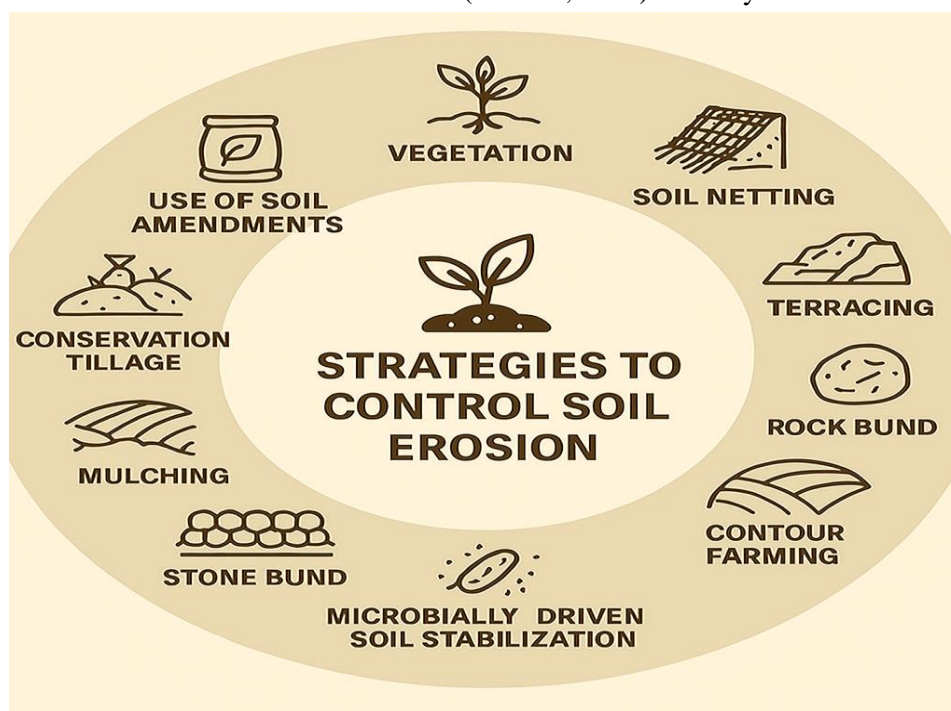 VEGETATION
SOIL NETTING
USE OF SOIL
AMENDMENTS
TERRACING
CONSERVATION
TILLAGE
STRATEGIES TO
CONTROL SOIL
EROSION
ROCK BUND
MULCHING
CONTOUR
FARMING
STONE BUND
MICROBIALLY DRIVEN
SOIL STABILIZATION